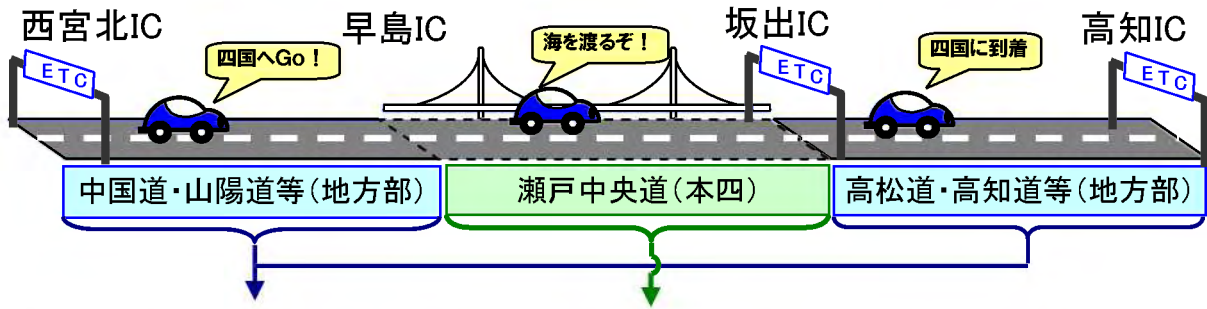 西宮北IC
早島IC
坂出IC
高知IC
四国へGo!
海を渡るぞ!
四国に到着
ETC
ETC
ETC
中国道・山陽道等(地方部)
瀬戸中央道(本四)
高松道・高知道等(地方部)